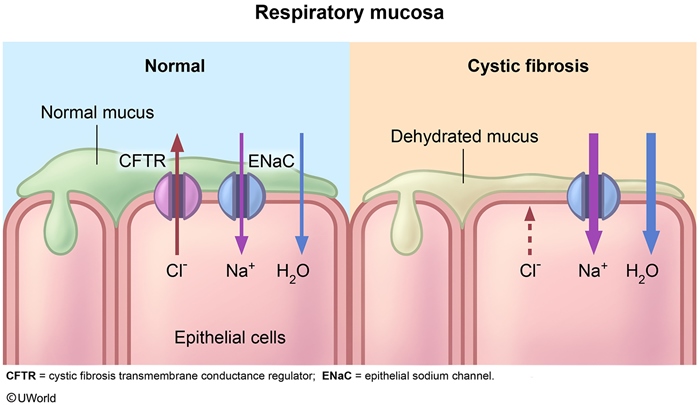 Respiratory mucosa
Normal
Cystic fibrosis
Normal mucus
Dehydrated mucus
CFTR
ENaC
Cl⁻
Na⁺
H₂O
Cl⁻
Na⁺
H₂O
Epithelial cells
CFTR = cystic fibrosis transmembrane conductance regulator; ENaC = epithelial sodium channel.
©UWorld